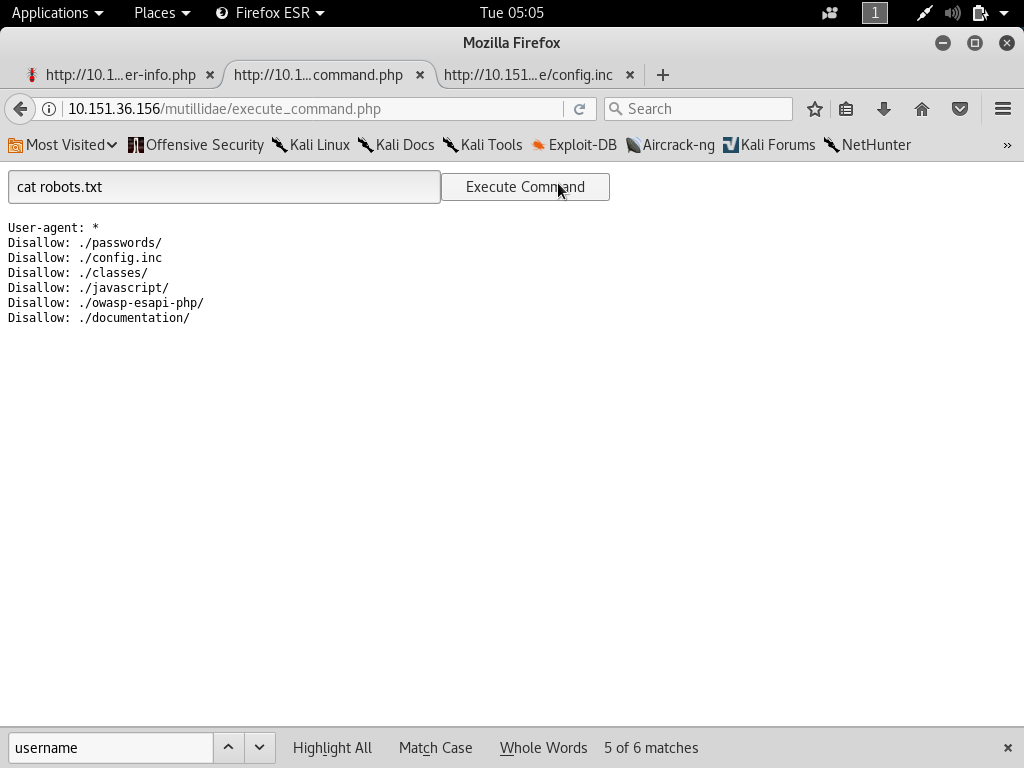 Applications Places Firefox ESR Tue 05:05 1
Mozilla Firefox
http://10.1...er-info.php http://10.1...command.php http://10.151...e/config.inc
10.151.36.156/mutillidae/execute_command.php Search
Most Visited Offensive Security Kali Linux Kali Docs Kali Tools Exploit-DB Aircrack-ng Kali Forums NetHunter »
cat robots.txt Execute Command
User-agent: *
Disallow: ./passwords/
Disallow: ./config.inc
Disallow: ./classes/
Disallow: ./javascript/
Disallow: ./owasp-esapi-php/
Disallow: ./documentation/
username Highlight All Match Case Whole Words 5 of 6 matches